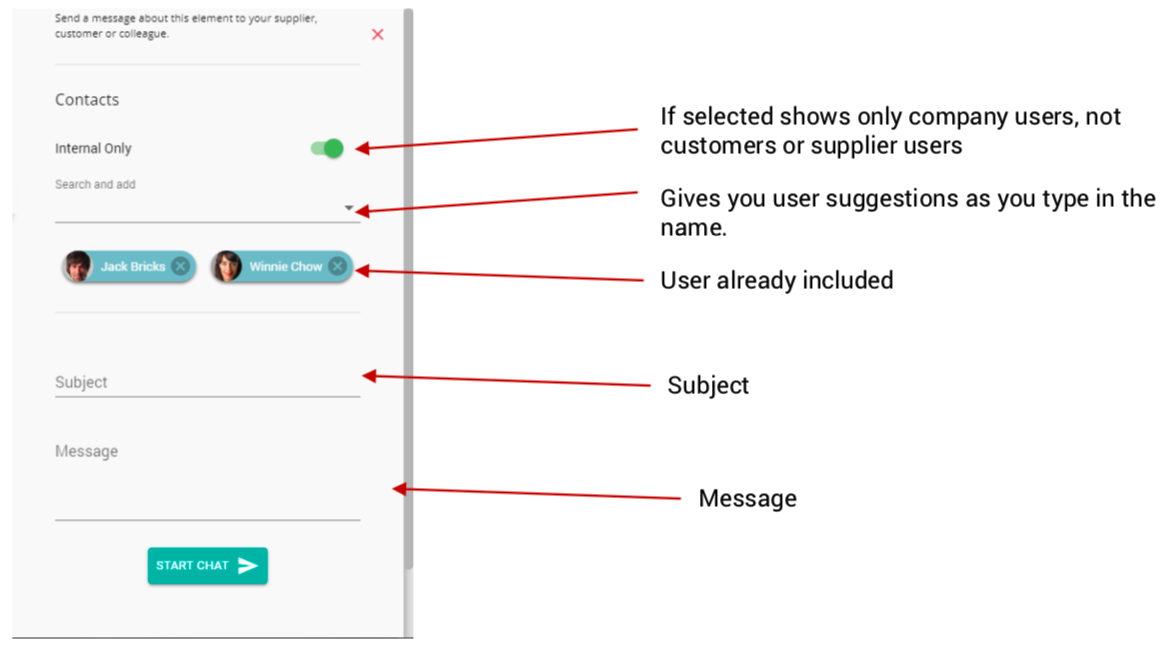 Send a message about this element to your supplier,
customer or colleague.
Contacts
Internal Only
Search and add
Jack Bricks
Winnie Chow
Subject
Message
START CHAT
If selected shows only company users, not
customers or supplier users
Gives you user suggestions as you type in the
name.
User already included
Subject
Message